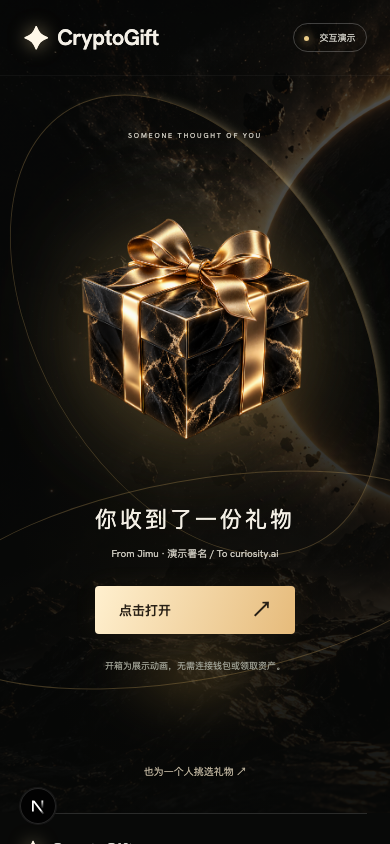 CryptoGift
交互演示
SOMEONE THOUGHT OF YOU
你收到了一份礼物
From Jimu · 演示署名 / To curiosity.ai
点击打开 ↗
开箱为展示动画，无需连接钱包或领取资产。
也为一个人挑选礼物 ↗
N